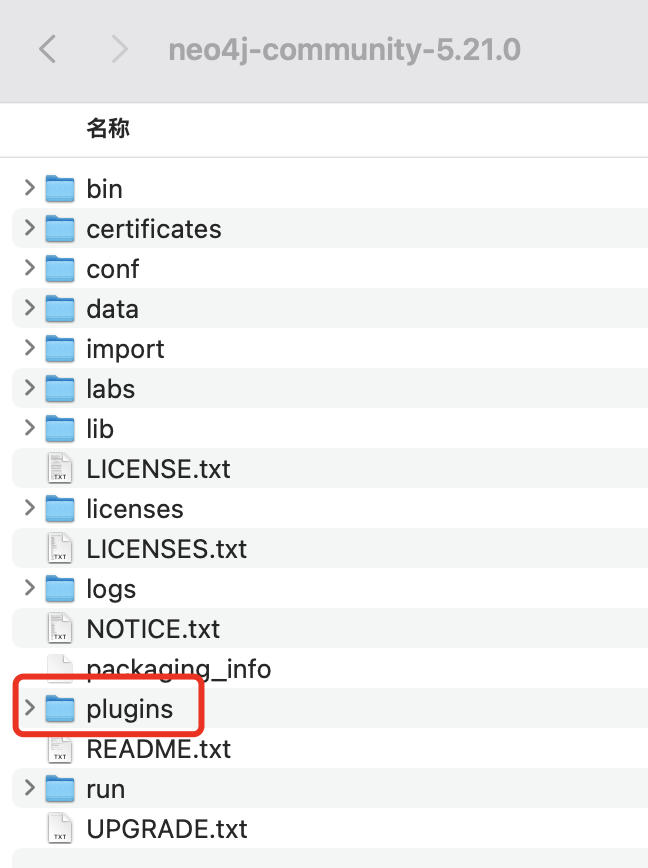 neo4j-community-5.21.0
名称
bin
certificates
conf
data
import
labs
lib
LICENSE.txt
licenses
LICENSES.txt
logs
NOTICE.txt
packaging_info
plugins
README.txt
run
UPGRADE.txt